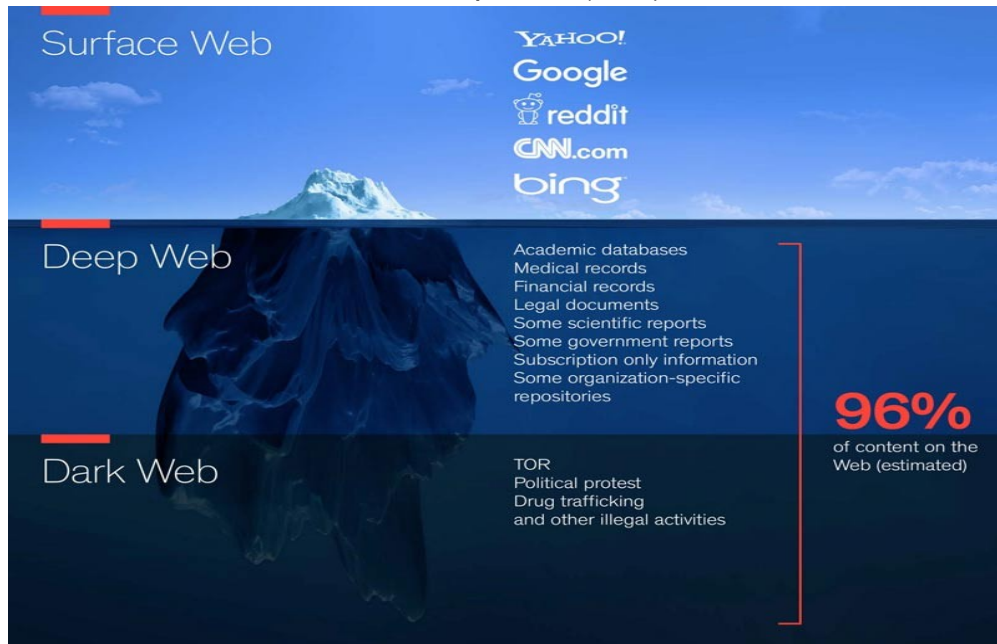 Surface Web
YAHOO!
Google
reddit
CNN.com
bing
Deep Web
Academic databases
Medical records
Financial records
Legal documents
Some scientific reports
Some government reports
Subscription only information
Some organization-specific
repositories
96%
of content on the
Web (estimated)
Dark Web
TOR
Political protest
Drug trafficking
and other illegal activities